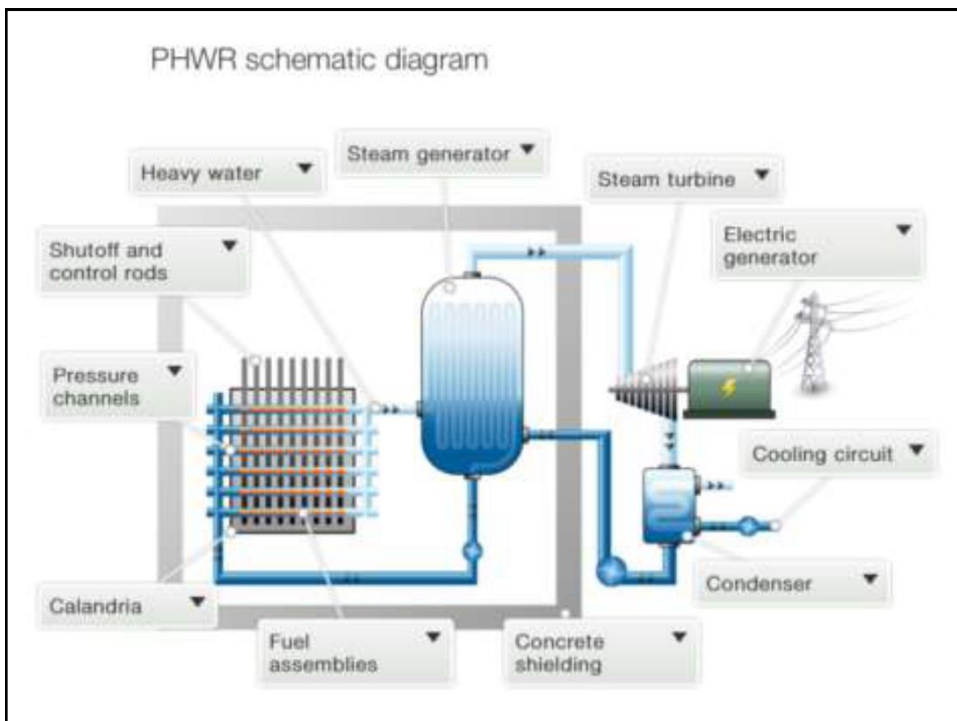 PHWR schematic diagram
Steam generator
Heavy water
Steam turbine
Shutoff and
control rods
Electric
generator
Pressure
channels
Cooling circuit
Condenser
Calandria
Fuel
assemblies
Concrete
shielding